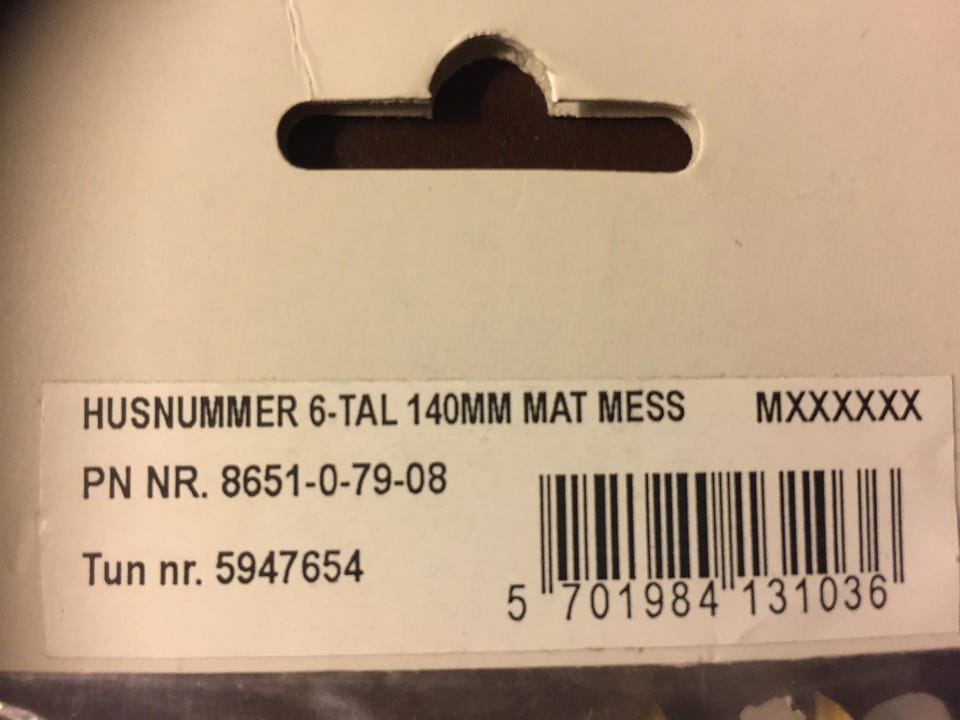 HUSNUMMER 6-TAL 140MM MAT MESS MXXXXXX
PN NR. 8651-0-79-08
Tun nr. 5947654
5 701984 131036